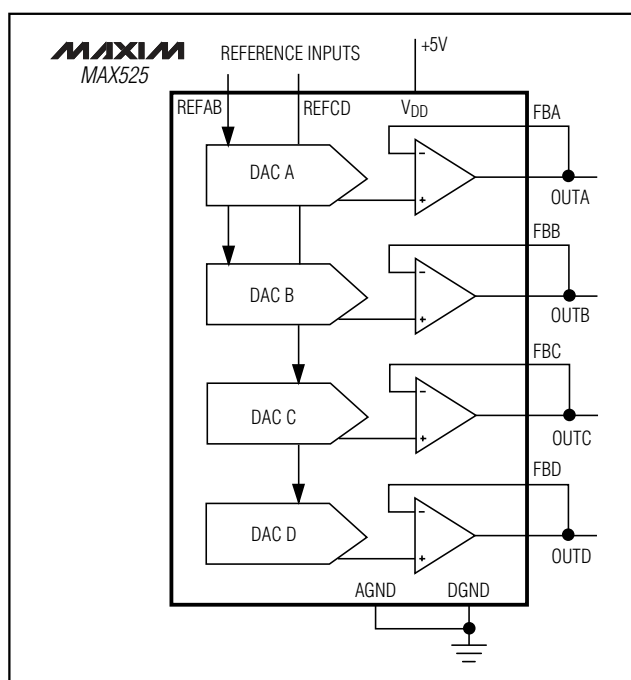 MAXIM
MAX525
REFERENCE INPUTS
+5V
REFAB
REFCD
VDD
FBA
DAC A
-
+
OUTA
FBB
DAC B
-
+
OUTB
FBC
DAC C
-
+
OUTC
FBD
DAC D
-
+
OUTD
AGND
DGND